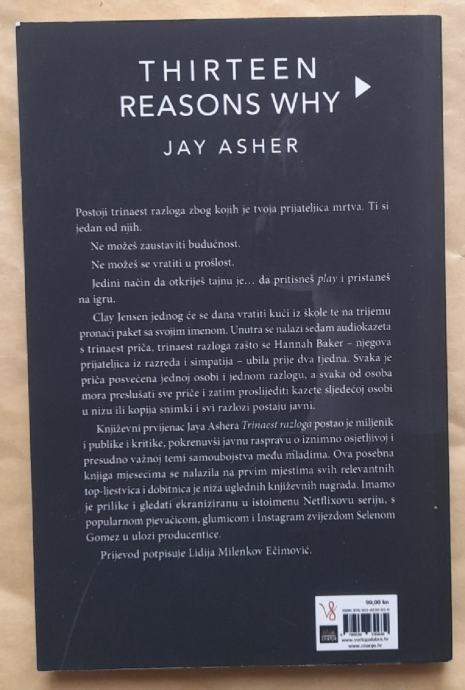 THIRTEEN
REASONS WHY
JAY ASHER
Postoji trinaest razloga zbog kojih je tvoja prijateljica mrtva. Ti si
jedan od njih.
Ne možeš zaustaviti budućnost.
Ne možeš se vratiti u prošlost.
Jedini način da otkriješ tajnu je... da pritisneš play i pristaneš
na igru.
Clay Jensen jednog će se dana vratiti kući iz škole te na trijemu
pronaći paket sa svojim imenom. Unutra se nalazi sedam audiokazeta
s trinaest priča, trinaest razloga zašto se Hannah Baker – njegova
prijateljica iz razreda i simpatija – ubila prije dva tjedna. Svaka je
priča posvećena jednoj osobi i jednom razlogu, a svaka od osoba
mora preslušati sve priče i zatim proslijediti kazete sljedećoj osobi
u nizu ili kopija snimki i svi razlozi postaju javni.
Književni prvijenac Jaya Ashera Trinaest razloga postao je miljenik
i publike i kritike, pokrenuvši javnu raspravu o iznimno osjetljivoj i
presudno važnoj temi samoubojstva među mladima. Ova posebna
knjiga mjesecima se nalazila na prvim mjestima svih relevantnih
top-ljestvica i dobitnica je niza uglednih književnih nagrada. Imamo
je prilike i gledati ekraniziranu u istoimenu Netflixovu seriju, s
popularnom pjevačicom, glumicom i Instagram zvijezdom Selenom
Gomez u ulozi producentice.
Prijevod potpisuje Lidija Milenkov Ečimović.
99,00 kn
www.znanje.hr